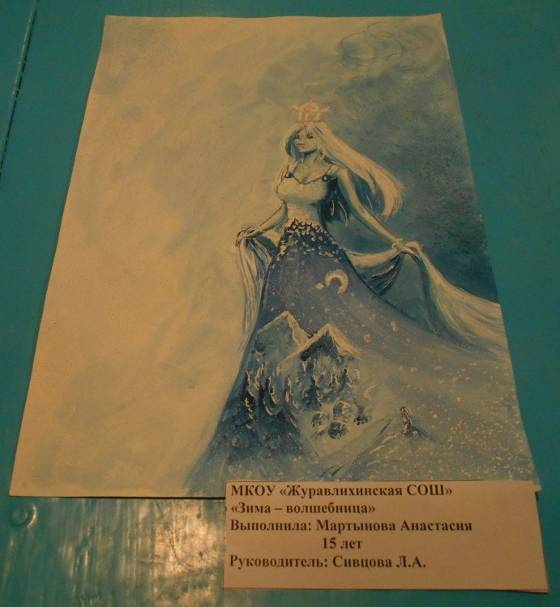 МКОУ «Журавлихинская СОШ»
«Зима – волшебница»
Выполнила: Мартынова Анастасия
15 лет
Руководитель: Сивцова Л.А.